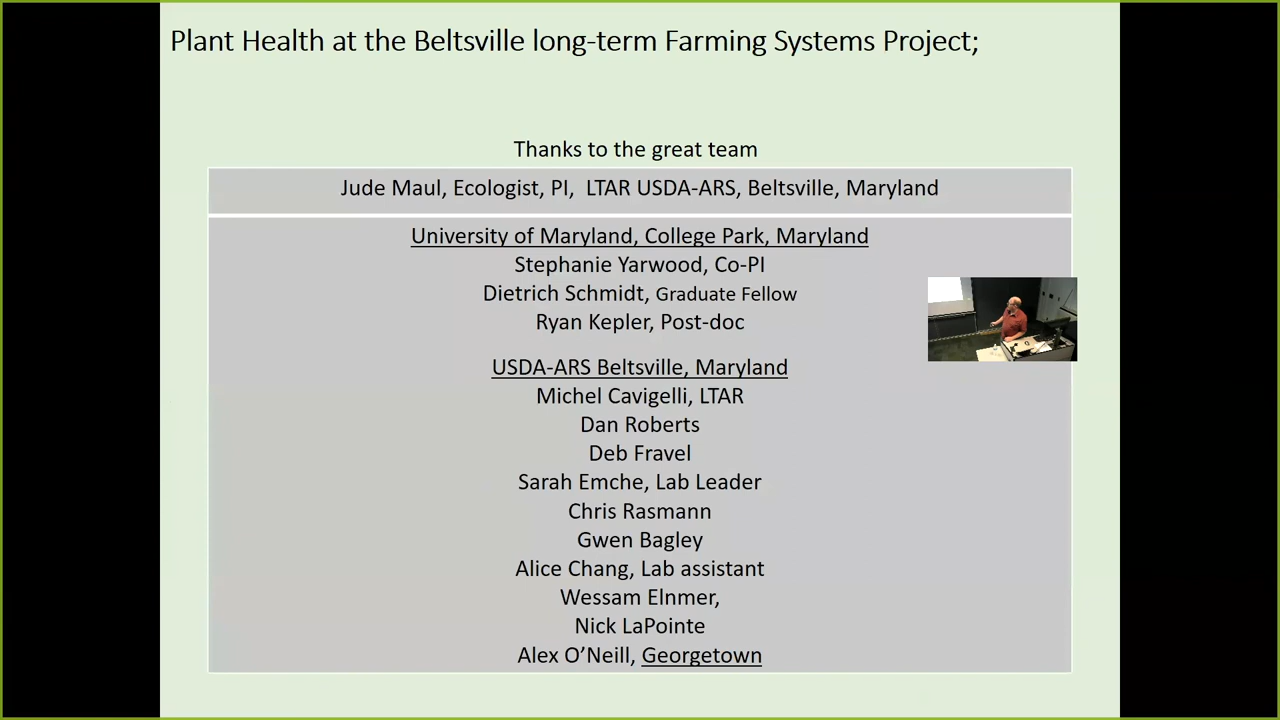 Plant Health at the Beltsville long-term Farming Systems Project;
Thanks to the great team
Jude Maul, Ecologist, PI, LTAR USDA-ARS, Beltsville, Maryland
University of Maryland, College Park, Maryland
Stephanie Yarwood, Co-PI
Dietrich Schmidt, Graduate Fellow
Ryan Kepler, Post-doc
USDA-ARS Beltsville, Maryland
Michel Cavigelli, LTAR
Dan Roberts
Deb Fravel
Sarah Emche, Lab Leader
Chris Rasmann
Gwen Bagley
Alice Chang, Lab assistant
Wessam Elnmer,
Nick LaPointe
Alex O’Neill, Georgetown